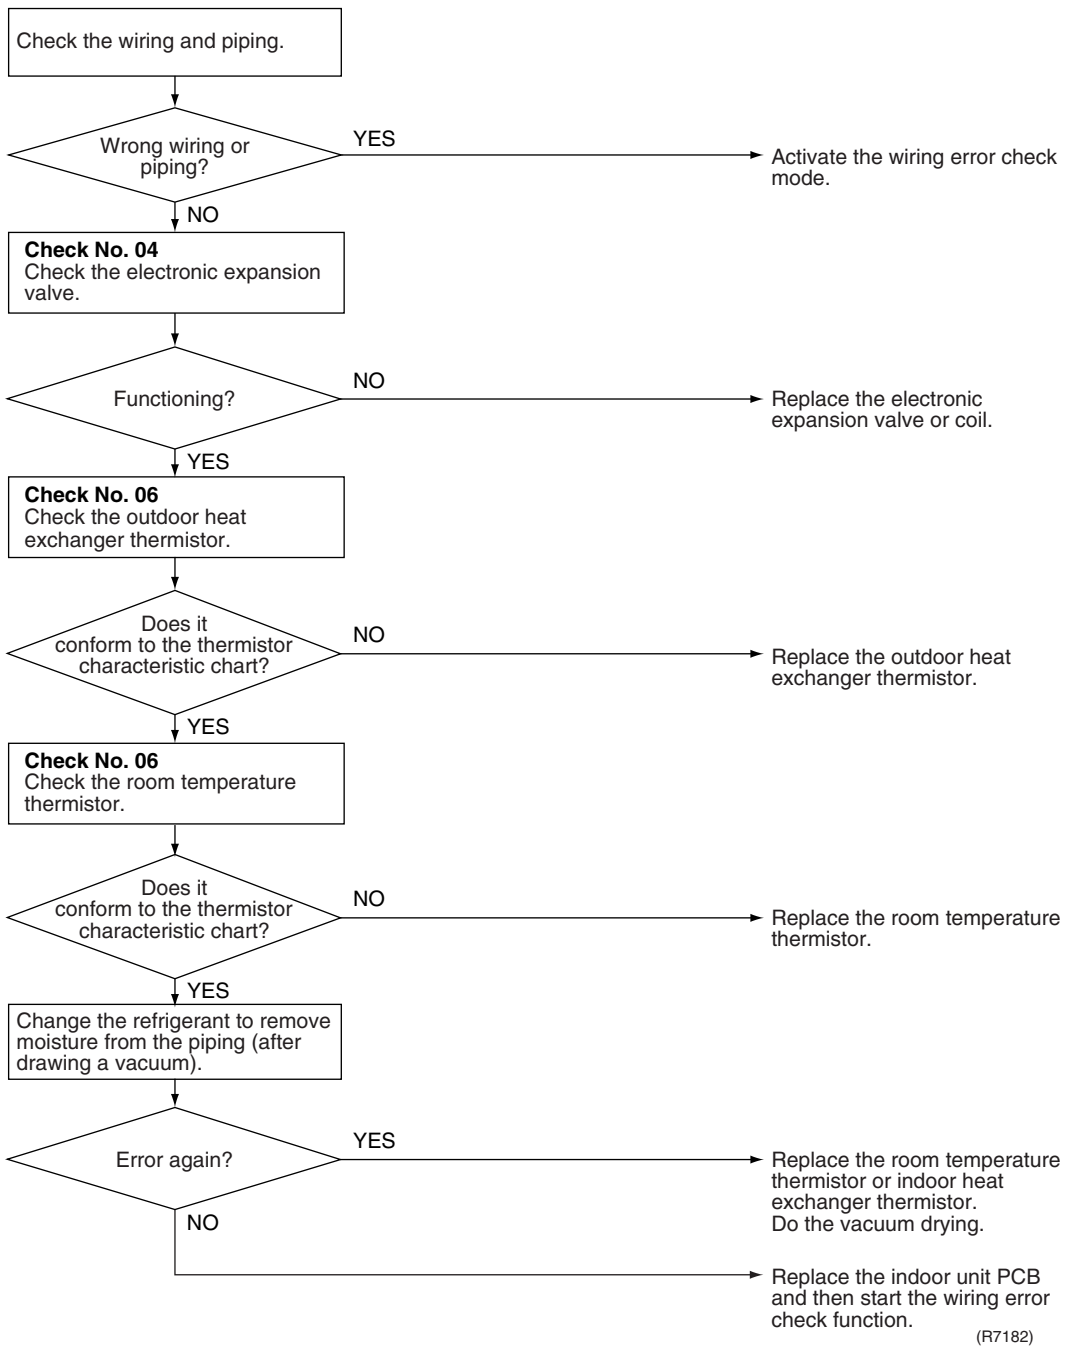 Check the wiring and piping.
Wrong wiring or
piping?
YES
Activate the wiring error check
mode.
NO
Check No. 04
Check the electronic expansion
valve.
Functioning?
NO
Replace the electronic
expansion valve or coil.
YES
Check No. 06
Check the outdoor heat
exchanger thermistor.
Does it
conform to the thermistor
characteristic chart?
NO
Replace the outdoor heat
exchanger thermistor.
YES
Check No. 06
Check the room temperature
thermistor.
Does it
conform to the thermistor
characteristic chart?
NO
Replace the room temperature
thermistor.
YES
Change the refrigerant to remove
moisture from the piping (after
drawing a vacuum).
Error again?
YES
Replace the room temperature
thermistor or indoor heat
exchanger thermistor.
Do the vacuum drying.
NO
Replace the indoor unit PCB
and then start the wiring error
check function.
(R7182)